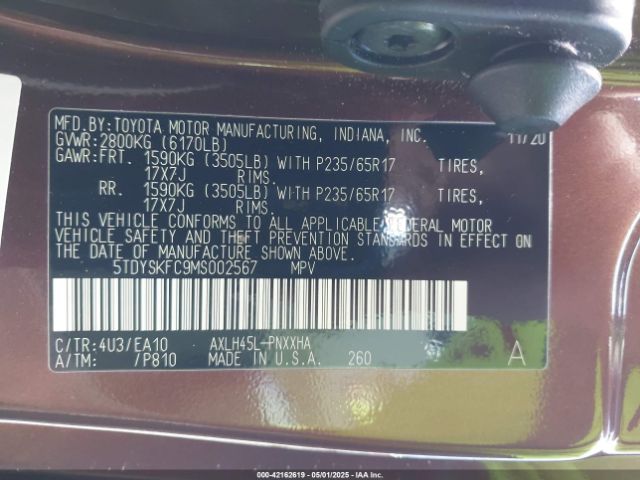 MFD.BY:TOYOTA MOTOR MANUFACTURING, INDIANA, INC. 11/20
GVWR:2800KG (6170LB)
GAWR:FRT. 1590KG (3505LB) WITH P235/65R17 TIRES,
17X7J RIMS.
RR. 1590KG (3505LB) WITH P235/65R17 TIRES,
17X7J RIMS.
THIS VEHICLE CONFORMS TO ALL APPLICABLE FEDERAL MOTOR
VEHICLE SAFETY AND THEFT PREVENTION STANDARDS IN EFFECT ON
THE DATE OF MANUFACTURE SHOWN ABOVE.
5TDYSKFC9MS002567 MPV
C/TR:4U3/EA10 AXLH45L-PNXXHA
A/TM: /P810 MADE IN U.S.A. 260 A
000-42162619 - 05/01/2025 - IAAI.COM